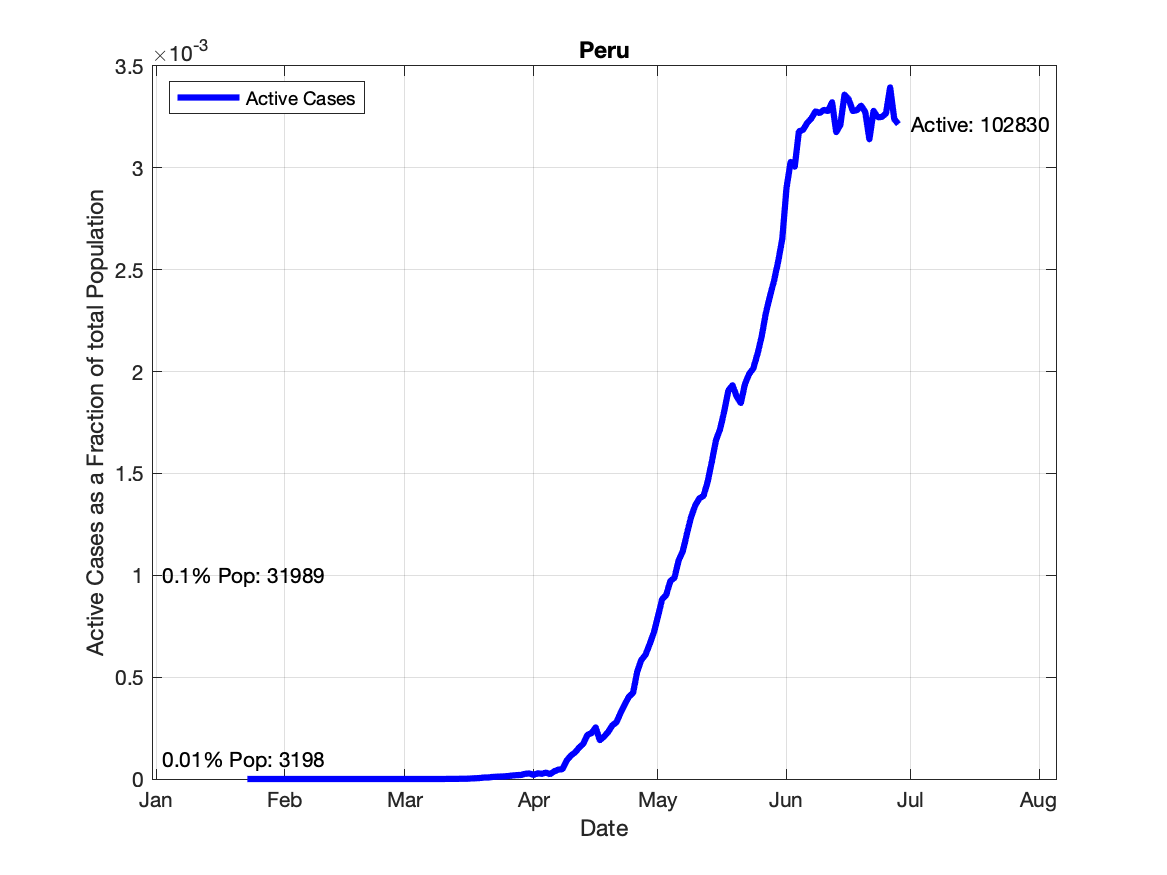 Peru
×10-3
3.5
3
2.5
2
1.5
1
0.5
0
Active Cases as a Fraction of total Population
Active Cases
Active: 102830
0.1% Pop: 31989
0.01% Pop: 3198
Jan Feb Mar Apr May Jun Jul Aug
Date